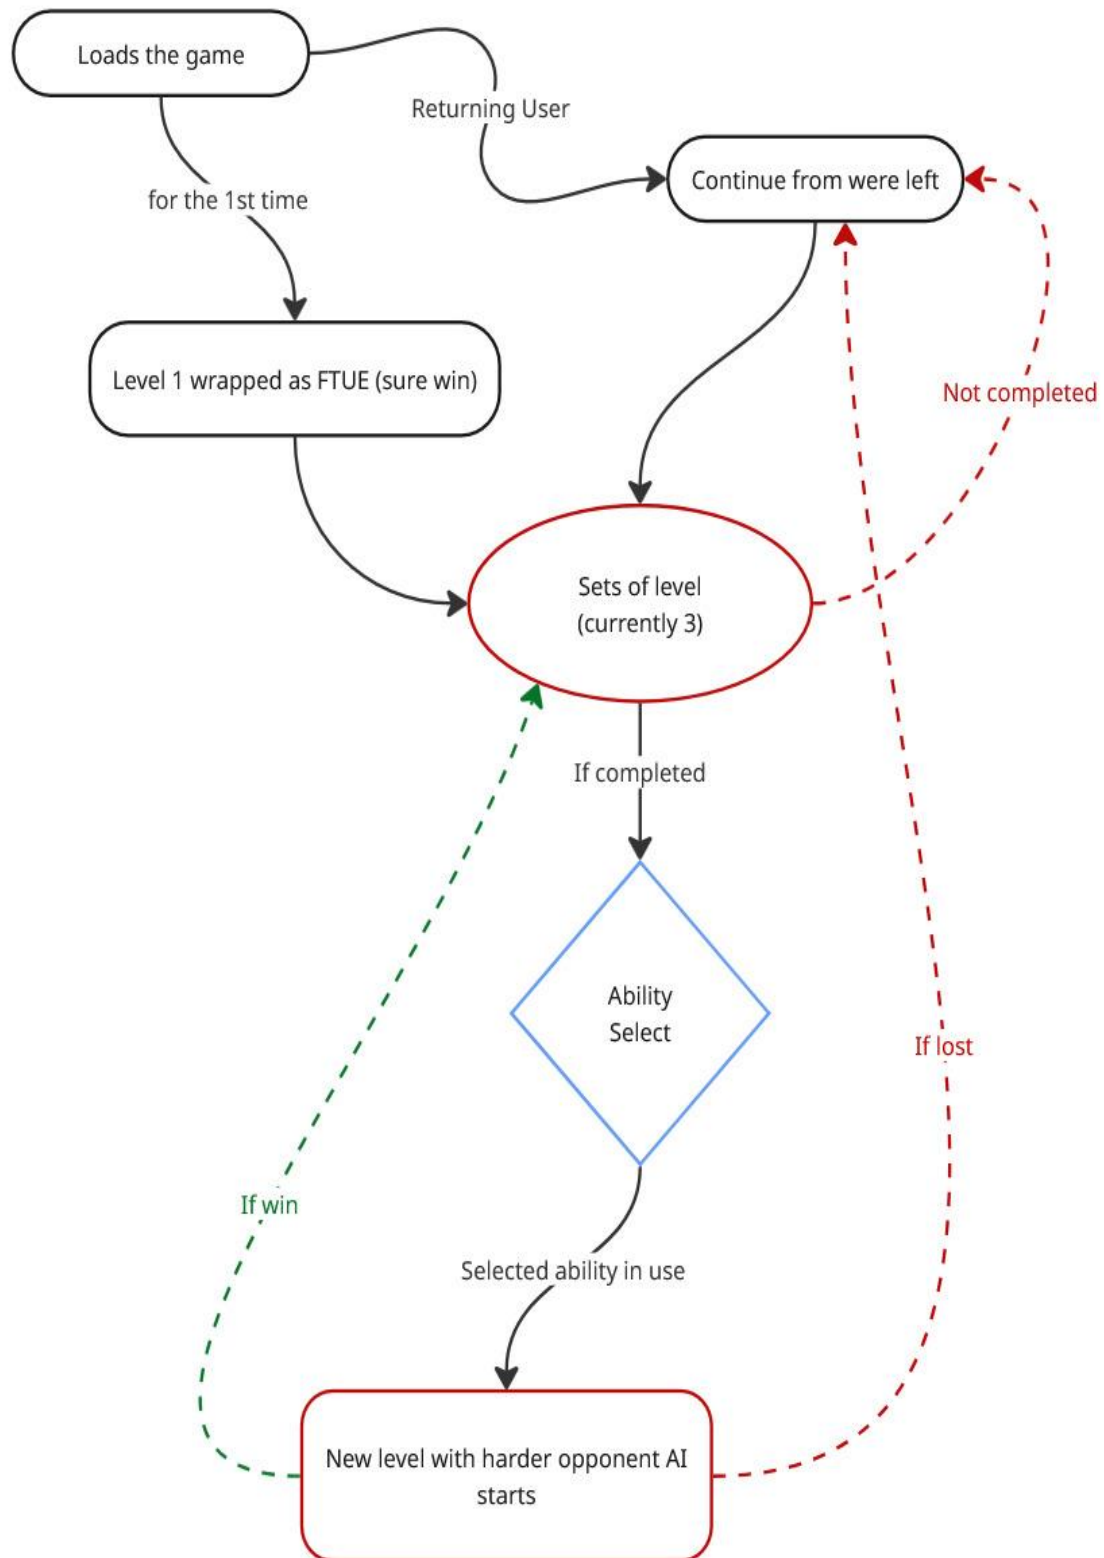 Loads the game
Returning User
Continue from were left
for the 1st time
Level 1 wrapped as FTUE (sure win)
Not completed
Sets of level
(currently 3)
If completed
Ability
Select
If lost
If win
Selected ability in use
New level with harder opponent AI
starts